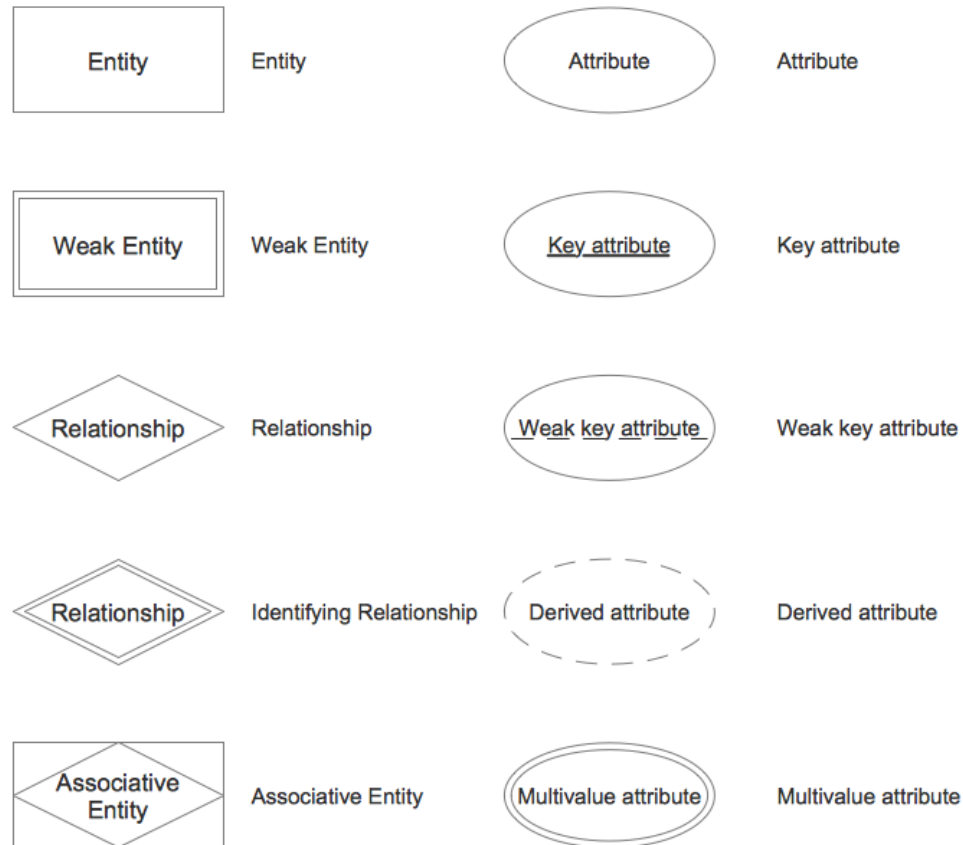 Entity Entity Attribute Attribute
Weak Entity Weak Entity Key attribute Key attribute
Relationship Relationship Weak key attribute Weak key attribute
Relationship Identifying Relationship Derived attribute Derived attribute
Associative
Entity Associative Entity Multivalue attribute Multivalue attribute